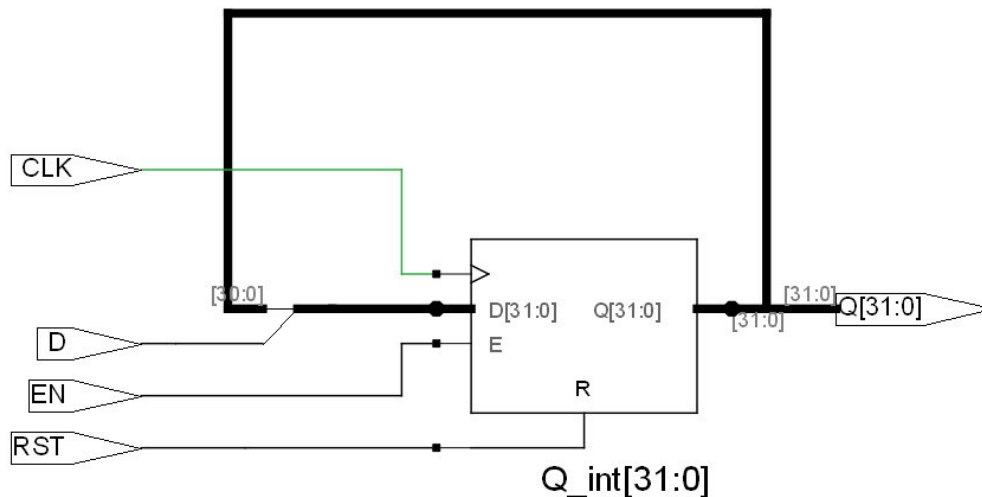 CLK
[30:0]
[31:0]
D[31:0]
Q[31:0]
[31:0]
Q[31:0]
D
E
EN
R
RST
Q_int[31:0]